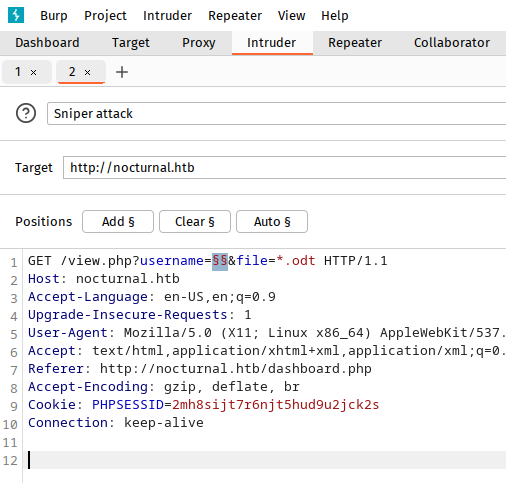 Burp Project Intruder Repeater View Help
Dashboard Target Proxy Intruder Repeater Collaborator
1 × 2 × +
? Sniper attack
Target http://nocturnal.htb
Positions Add § Clear § Auto §
1 GET /view.php?username=§§&file=*.odt HTTP/1.1
2 Host: nocturnal.htb
3 Accept-Language: en-US,en;q=0.9
4 Upgrade-Insecure-Requests: 1
5 User-Agent: Mozilla/5.0 (X11; Linux x86_64) AppleWebKit/537.
6 Accept: text/html,application/xhtml+xml,application/xml;q=0.
7 Referer: http://nocturnal.htb/dashboard.php
8 Accept-Encoding: gzip, deflate, br
9 Cookie: PHPSESSID=2mh8sijt7r6njt5hud9u2jck2s
10 Connection: keep-alive
11
12